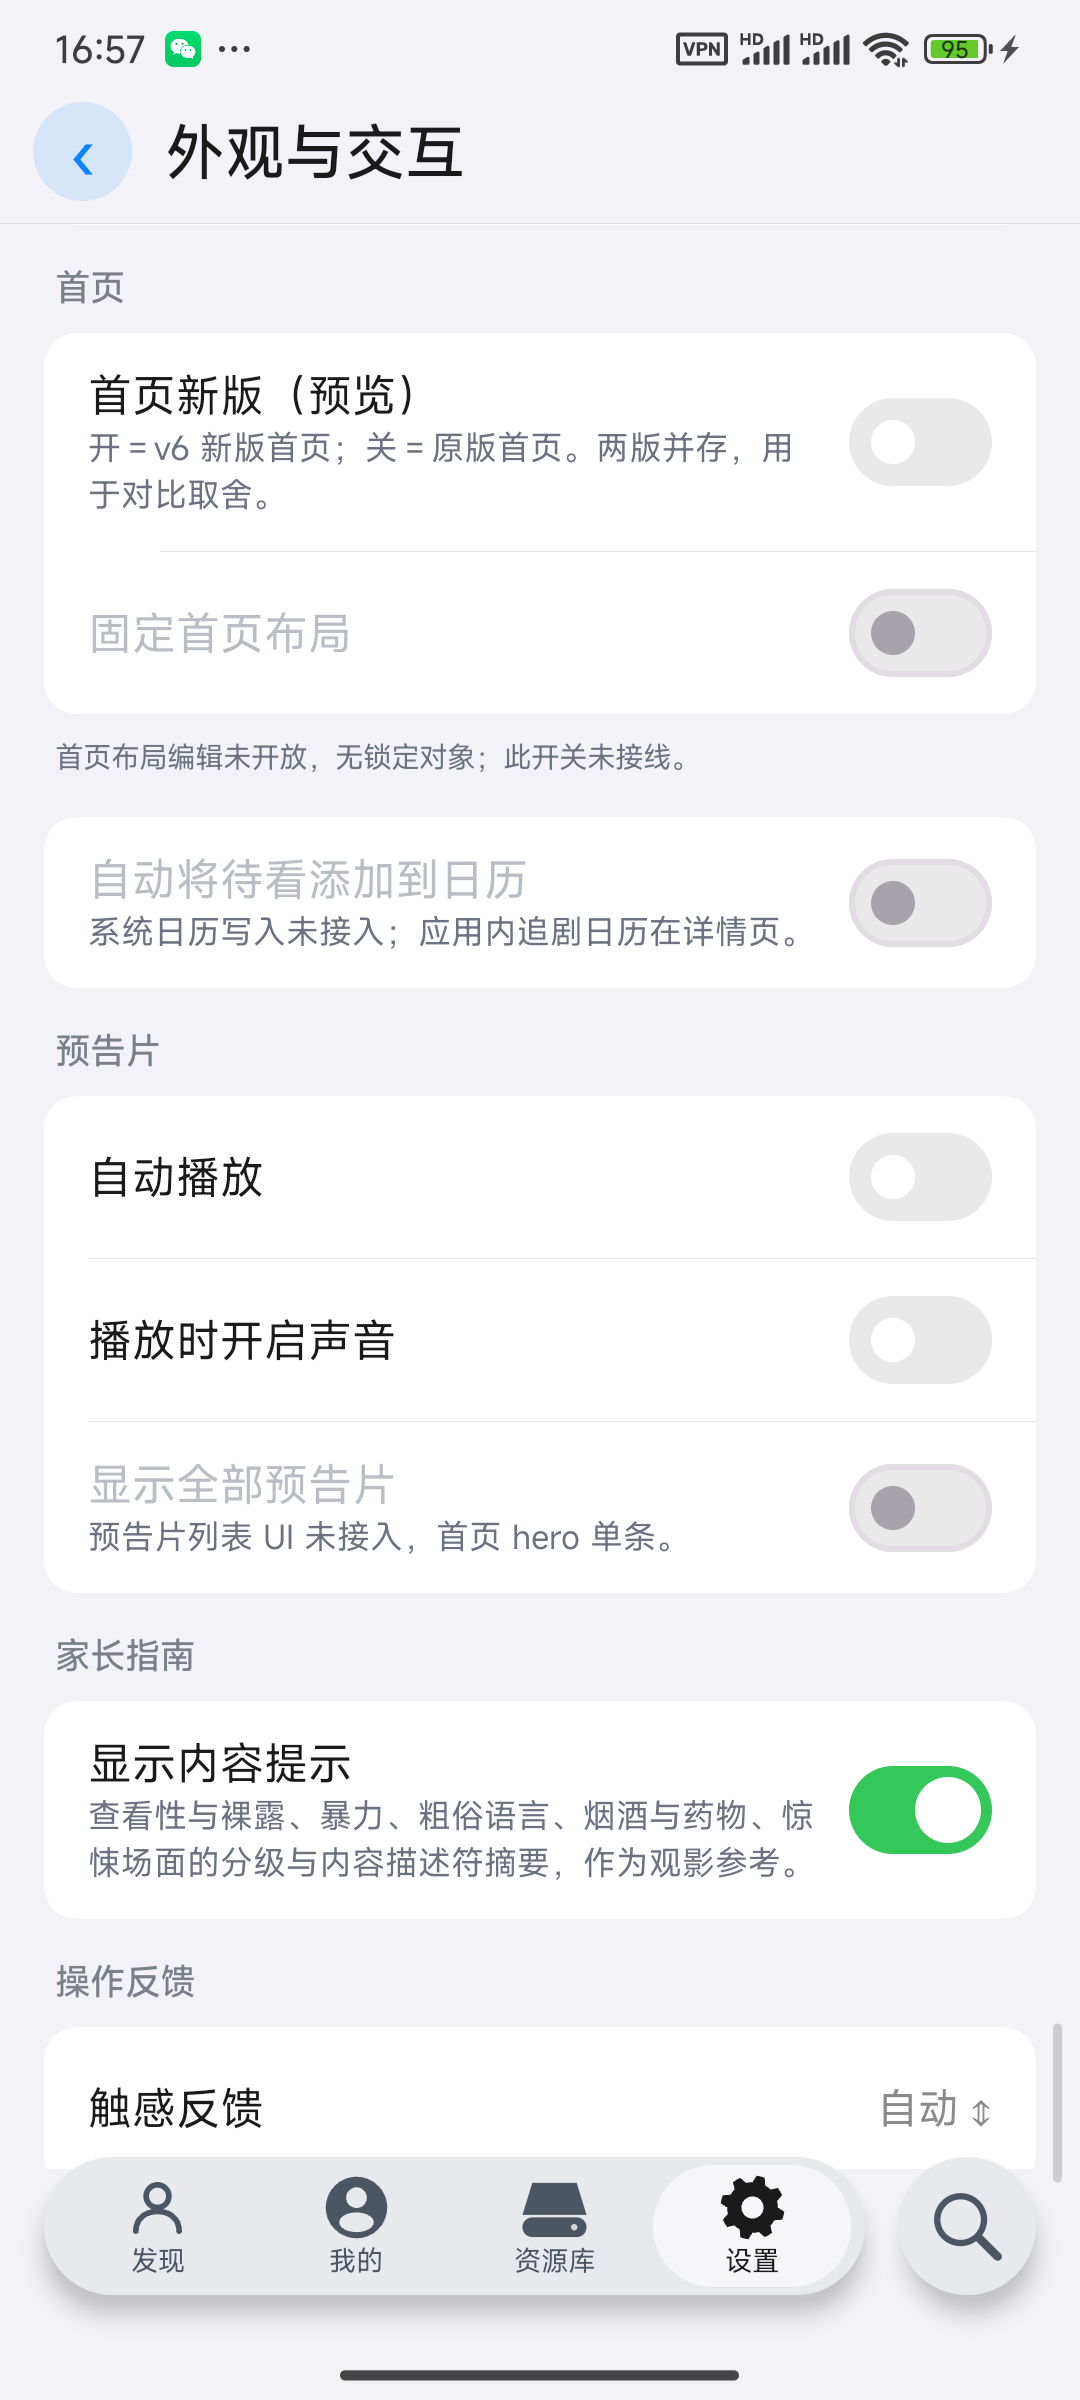 16:57
VPN HD HD 95
外观与交互
首页
首页新版（预览）
开 = v6 新版首页；关 = 原版首页。两版并存，用
于对比取舍。
固定首页布局
首页布局编辑未开放，无锁定对象；此开关未接线。
自动将待看添加到日历
系统日历写入未接入；应用内追剧日历在详情页。
预告片
自动播放
播放时开启声音
显示全部预告片
预告片列表 UI 未接入，首页 hero 单条。
家长指南
显示内容提示
查看性与裸露、暴力、粗俗语言、烟酒与药物、惊
悚场面的分级与内容描述符摘要，作为观影参考。
操作反馈
触感反馈
自动
发现
我的
资源库
设置